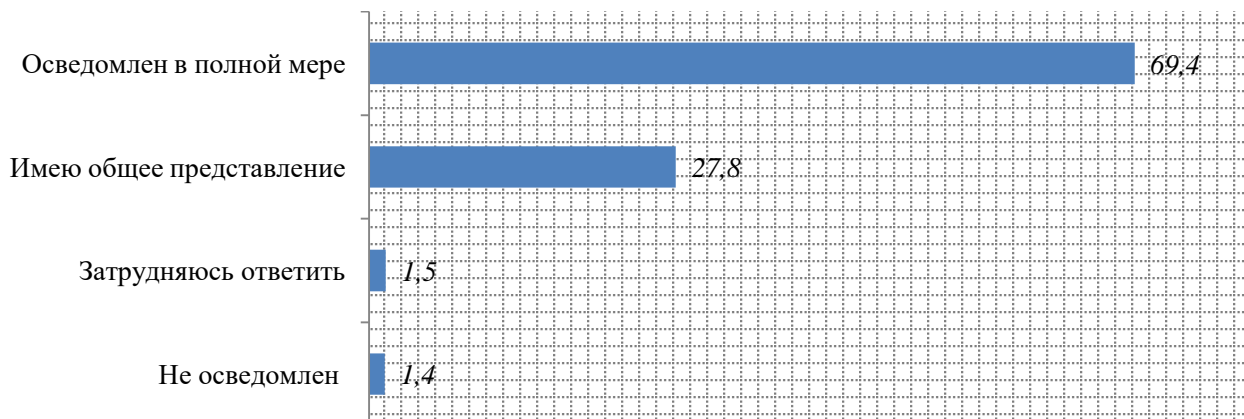 Осведомлен в полной мере
69,4
Имею общее представление
27,8
Затрудняюсь ответить
1,5
Не осведомлен
1,4